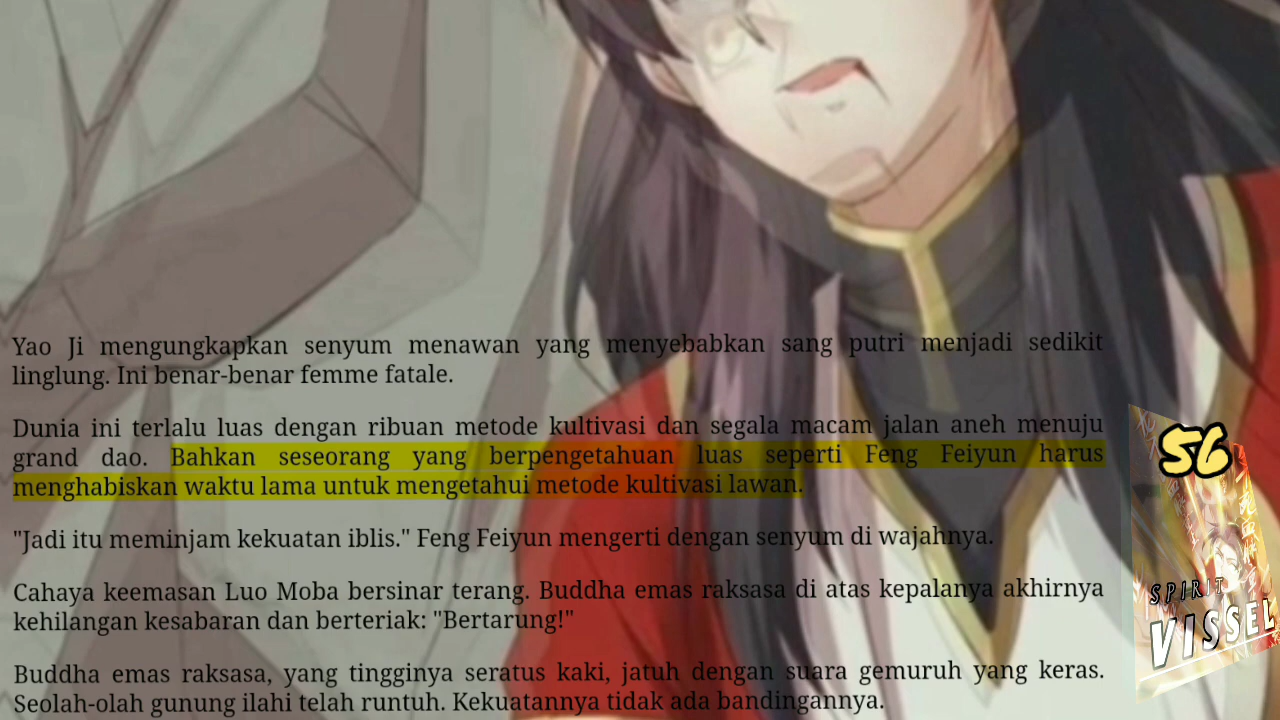 Yao Ji mengungkapkan senyum menawan yang menyebabkan sang putri menjadi sedikit
linglung. Ini benar-benar femme fatale.
Dunia ini terlalu luas dengan ribuan metode kultivasi dan segala macam jalan aneh menuju
grand dao. Bahkan seseorang yang berpengetahuan luas seperti Feng Feiyun harus
menghabiskan waktu lama untuk mengetahui metode kultivasi lawan.
"Jadi itu meminjam kekuatan iblis." Feng Feiyun mengerti dengan senyum di wajahnya.
Cahaya keemasan Luo Moba bersinar terang. Buddha emas raksasa di atas kepalanya akhirnya
kehilangan kesabaran dan berteriak: "Bertarung!"
Buddha emas raksasa, yang tingginya seratus kaki, jatuh dengan suara gemuruh yang keras.
Seolah-olah gunung ilahi telah runtuh. Kekuatannya tidak ada bandingannya.
56
SPIRIT
VISSEL